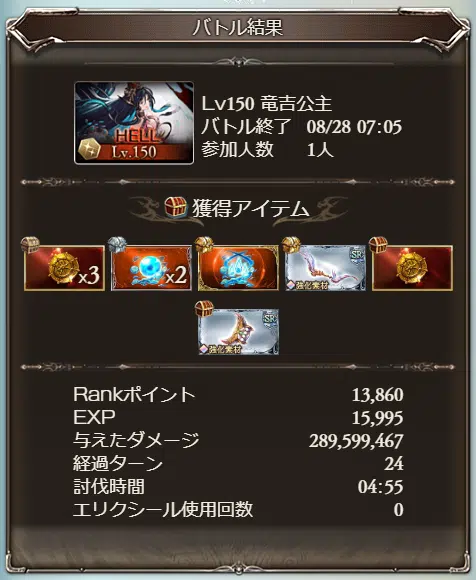 バトル結果
Lv150 竜吉公主
バトル終了 08/28 07:05
参加人数 1人
HELL
Lv.150
獲得アイテム
x3
x2
SR
強化素材
SR
強化素材
Rankポイント 13,860
EXP 15,995
与えたダメージ 289,599,467
経過ターン 24
討伐時間 04:55
エリクシール使用回数 0